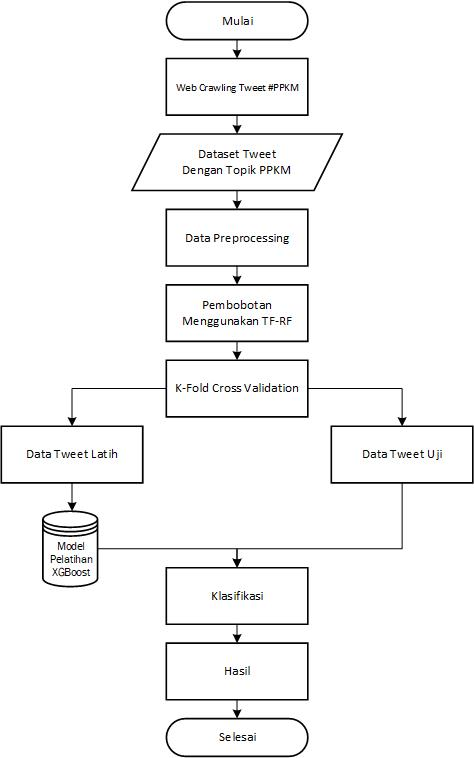 Mulai
Web Crawling Tweet #PPKM
Dataset Tweet
Dengan Topik PPKM
Data Preprocessing
Pembobotan
Menggunakan TF-RF
K-Fold Cross Validation
Data Tweet Latih
Data Tweet Uji
Model
Pelatihan
XGBoost
Klasifikasi
Hasil
Selesai